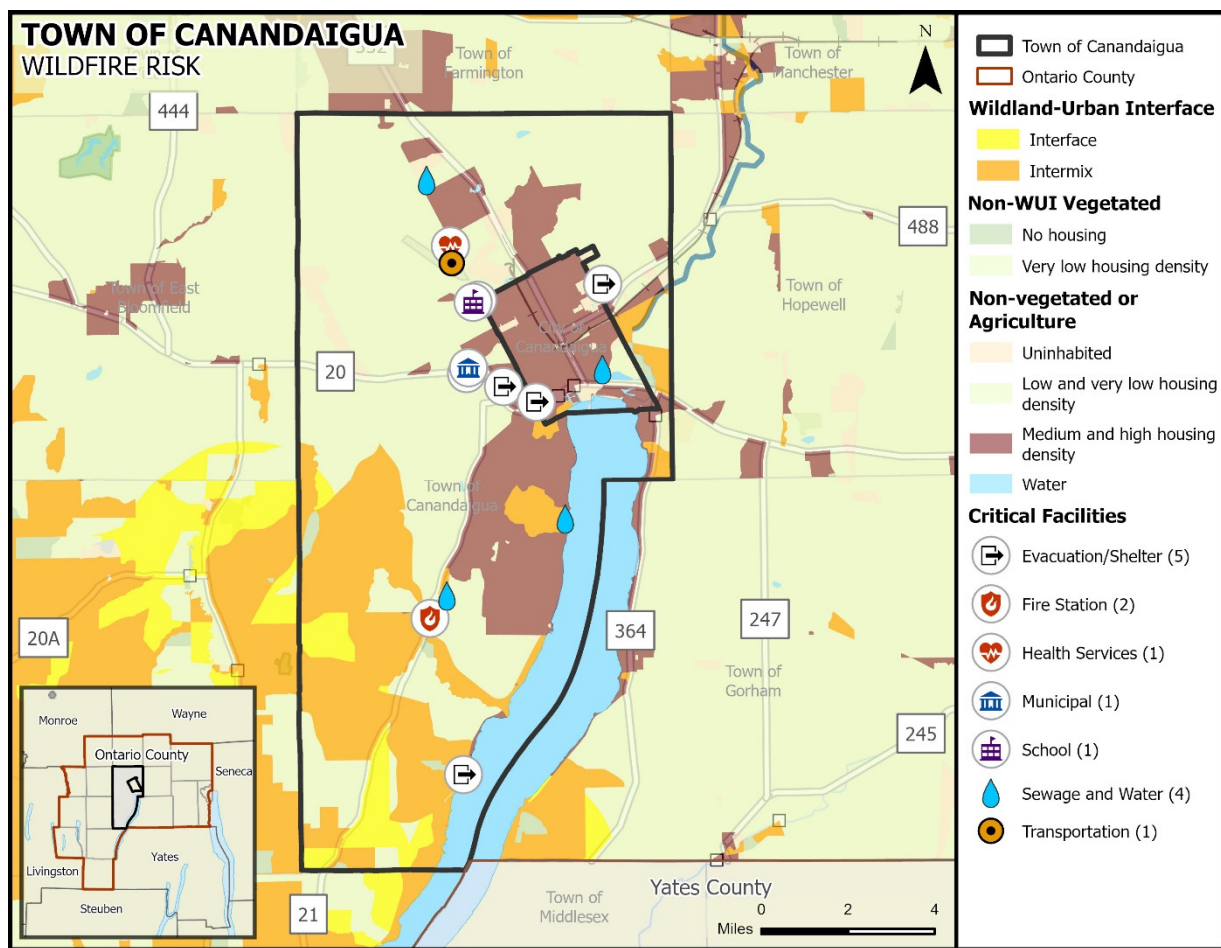 TOWN OF CANANDAIGUA
WILDFIRE RISK
332
Town of
Farmington
Town of
Manchester
N
444
488
Town of East
Bloomfield
Town of
Hopewell
City of
Canandaigua
20
Town of
Canandaigua
20A
364
247
Town of
Gorham
245
21
Yates County
Town of
Middlesex
Miles
0 2 4
Monroe
Wayne
Ontario County
Seneca
Livingston
Yates
Steuben
Town of Canandaigua
Ontario County
Wildland-Urban Interface
Interface
Intermix
Non-WUI Vegetated
No housing
Very low housing density
Non-vegetated or
Agriculture
Uninhabited
Low and very low housing
density
Medium and high housing
density
Water
Critical Facilities
Evacuation/Shelter (5)
Fire Station (2)
Health Services (1)
Municipal (1)
School (1)
Sewage and Water (4)
Transportation (1)